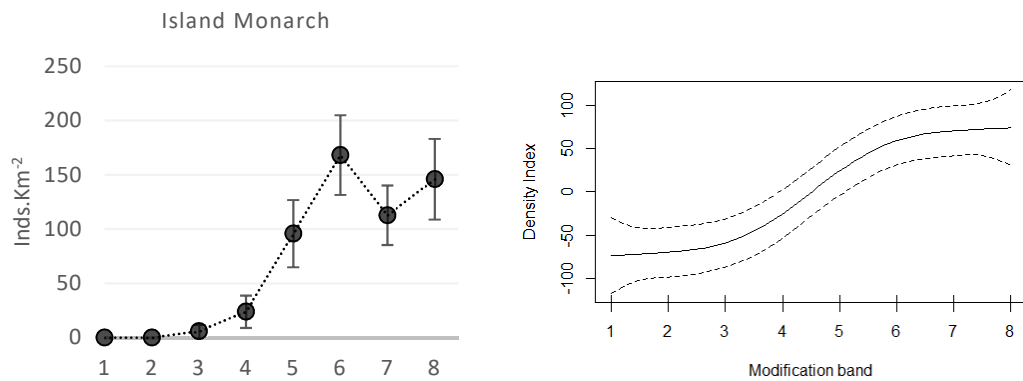 Island Monarch
Inds.Km-2
250
200
150
100
50
0
1 2 3 4 5 6 7 8
Density Index
100
50
0
-50
-100
1 2 3 4 5 6 7 8
Modification band